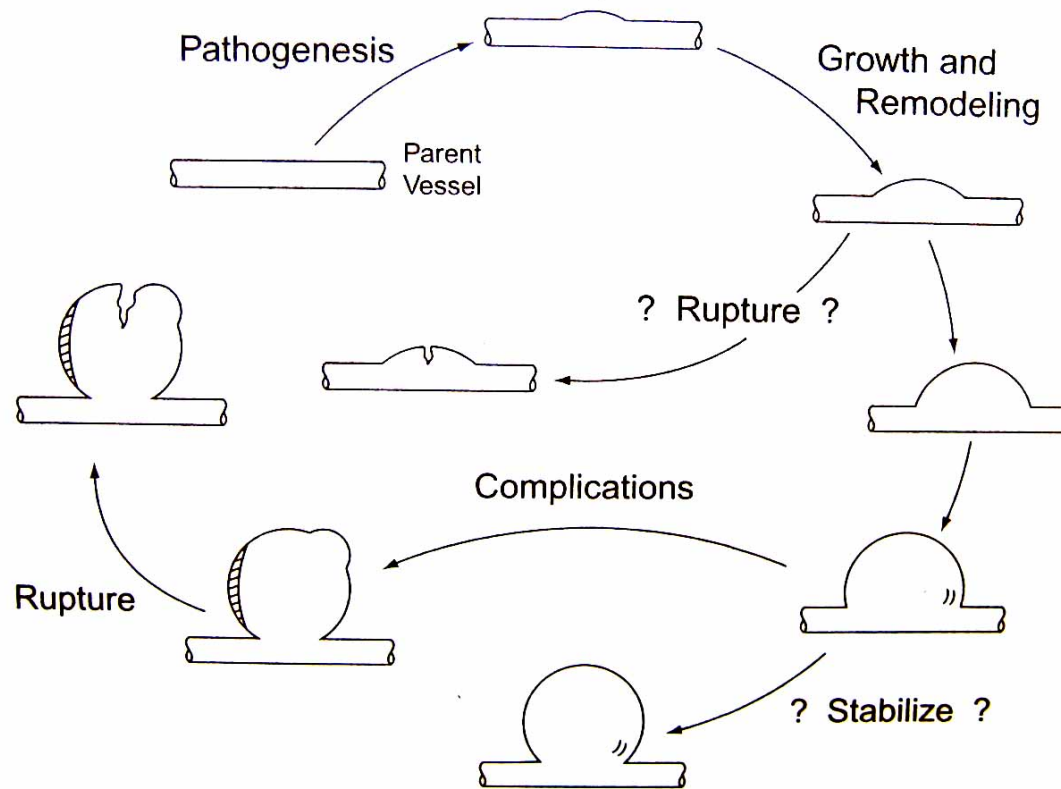 Pathogenesis
Growth and
Remodeling
Parent
Vessel
? Rupture ?
Complications
Rupture
? Stabilize ?